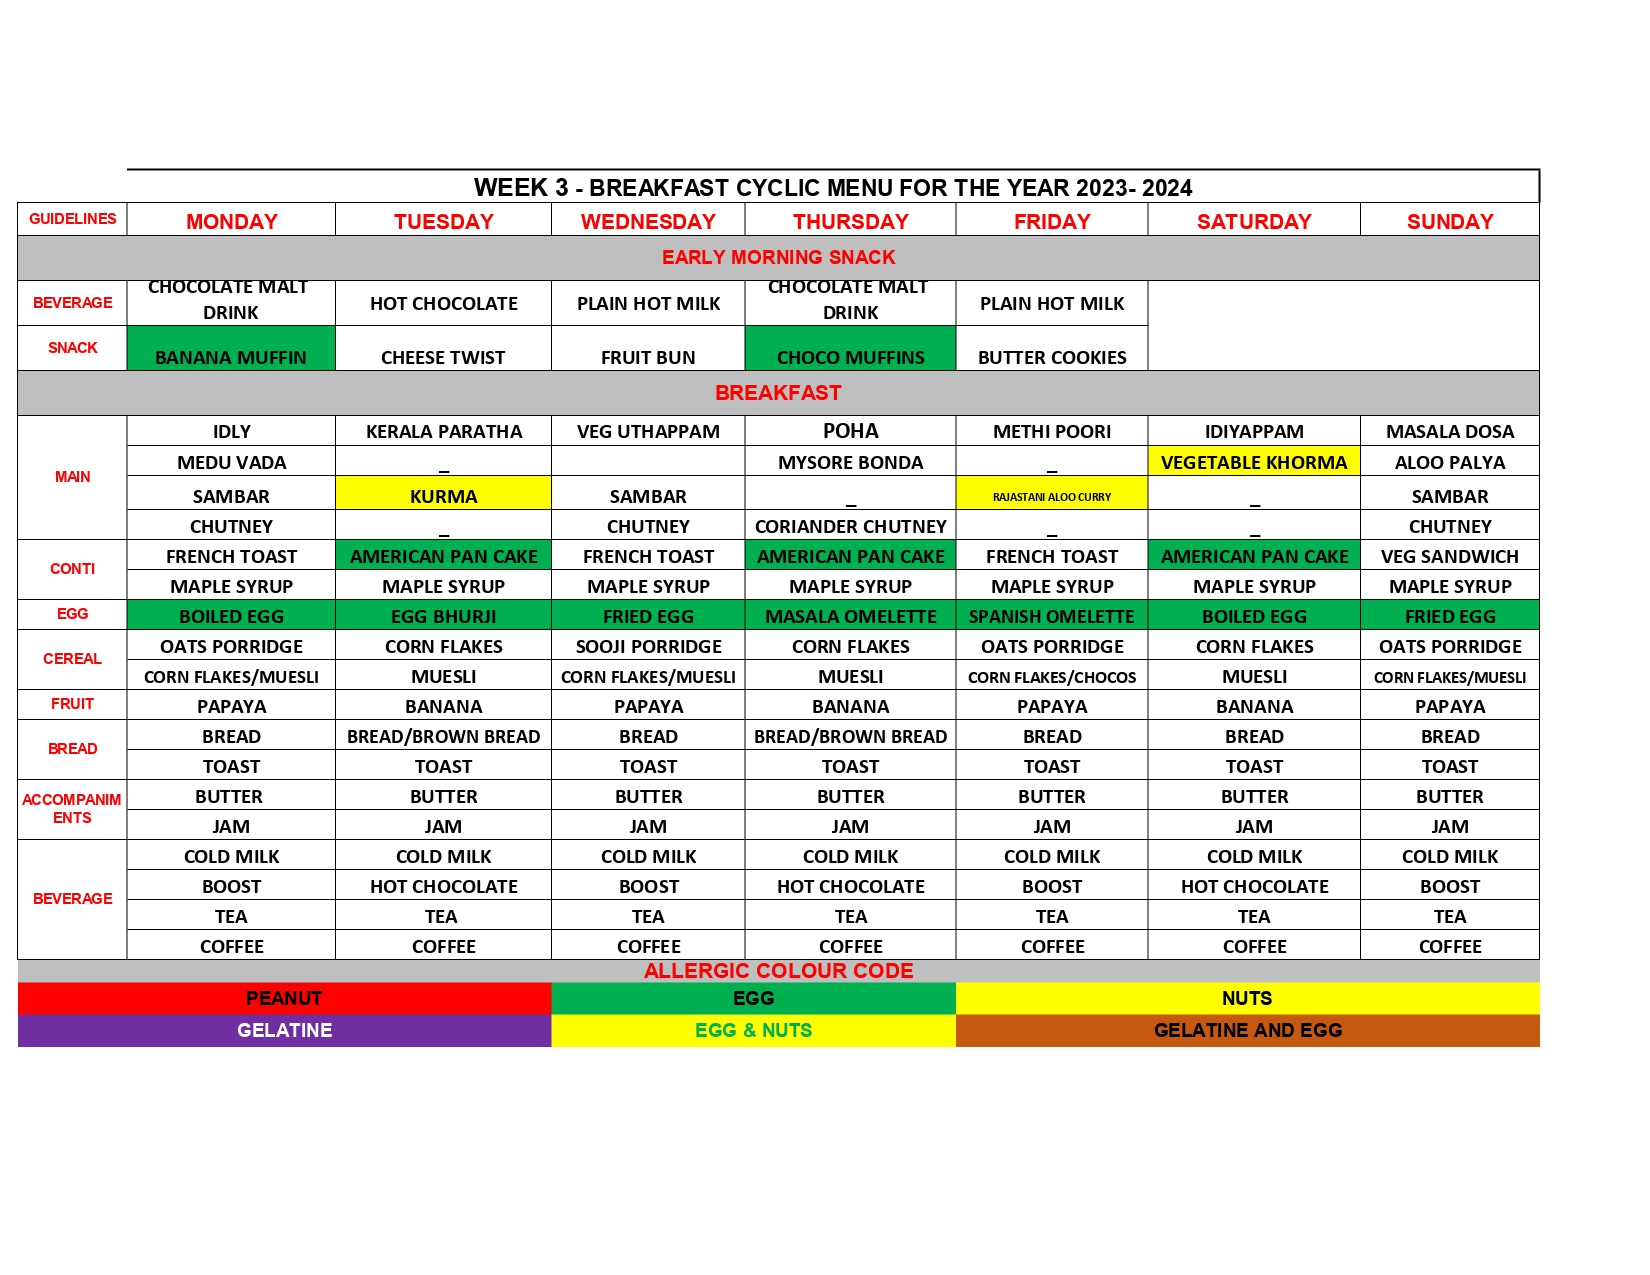 WEEK 3 - BREAKFAST CYCLIC MENU FOR THE YEAR 2023- 2024
GUIDELINES MONDAY TUESDAY WEDNESDAY THURSDAY FRIDAY SATURDAY SUNDAY
EARLY MORNING SNACK
BEVERAGE CHOCOLATE MALT DRINK HOT CHOCOLATE PLAIN HOT MILK CHOCOLATE MALT DRINK PLAIN HOT MILK
SNACK BANANA MUFFIN CHEESE TWIST FRUIT BUN CHOCO MUFFINS BUTTER COOKIES
BREAKFAST
MAIN IDLY KERALA PARATHA VEG UTHAPPAM POHA METHI POORI IDIYAPPAM MASALA DOSA
MEDU VADA _ MYSORE BONDA _ VEGETABLE KHORMA ALOO PALYA
SAMBAR KURMA SAMBAR _ RAJASTANI ALOO CURRY _ SAMBAR
CHUTNEY _ CHUTNEY CORIANDER CHUTNEY _ _ CHUTNEY
CONTI FRENCH TOAST AMERICAN PAN CAKE FRENCH TOAST AMERICAN PAN CAKE FRENCH TOAST AMERICAN PAN CAKE VEG SANDWICH
MAPLE SYRUP MAPLE SYRUP MAPLE SYRUP MAPLE SYRUP MAPLE SYRUP MAPLE SYRUP MAPLE SYRUP
EGG BOILED EGG EGG BHURJI FRIED EGG MASALA OMELETTE SPANISH OMELETTE BOILED EGG FRIED EGG
CEREAL OATS PORRIDGE CORN FLAKES SOOJI PORRIDGE CORN FLAKES OATS PORRIDGE CORN FLAKES OATS PORRIDGE
CORN FLAKES/MUESLI MUESLI CORN FLAKES/MUESLI MUESLI CORN FLAKES/CHOCOS MUESLI CORN FLAKES/MUESLI
FRUIT PAPAYA BANANA PAPAYA BANANA PAPAYA BANANA PAPAYA
BREAD BREAD BREAD/BROWN BREAD BREAD BREAD/BROWN BREAD BREAD BREAD BREAD
TOAST TOAST TOAST TOAST TOAST TOAST TOAST
ACCOMPANIMENTS BUTTER BUTTER BUTTER BUTTER BUTTER BUTTER BUTTER
JAM JAM JAM JAM JAM JAM JAM
BEVERAGE COLD MILK COLD MILK COLD MILK COLD MILK COLD MILK COLD MILK COLD MILK
BOOST HOT CHOCOLATE BOOST HOT CHOCOLATE BOOST HOT CHOCOLATE BOOST
TEA TEA TEA TEA TEA TEA TEA
COFFEE COFFEE COFFEE COFFEE COFFEE COFFEE COFFEE
ALLERGIC COLOUR CODE
PEANUT EGG NUTS
GELATINE EGG & NUTS GELATINE AND EGG